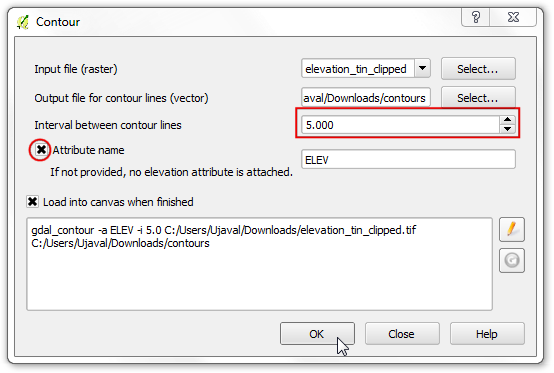 Contour
Input file (raster) elevation_tin_clipped Select...
Output file for contour lines (vector) aval/Downloads/contours Select...
Interval between contour lines 5.000
Attribute name
If not provided, no elevation attribute is attached. ELEV
Load into canvas when finished
gdal_contour -a ELEV -i 5.0 C:/Users/Ujaval/Downloads/elevation_tin_clipped.tif
C:/Users/Ujaval/Downloads/contours
OK Close Help